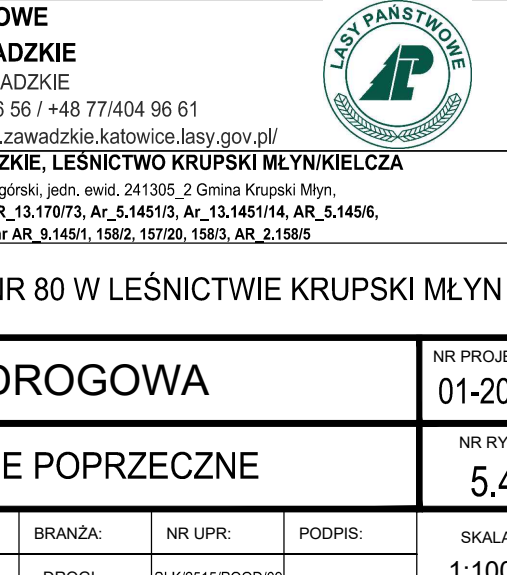 OWE
ADZKIE
ADZKIE
6 56 / +48 77/404 96 61
.zawadzkie.katowice.lasy.gov.pl/
LASY PAŃSTWOWE
ZKIE, LEŚNICTWO KRUPSKI MŁYN/KIELCZA
górski, jedn. ewid. 241305_2 Gmina Krupski Młyn,
R_13.170/73, Ar_5.1451/3, Ar_13.1451/14, AR_5.145/6,
nr AR_9.145/1, 158/2, 157/20, 158/3, AR_2.158/5
NR 80 W LEŚNICTWIE KRUPSKI MŁYN
DROGOWA
NR PROJE
01-20
E POPRZECZNE
NR RY
5.4
BRANŻA: NR UPR: PODPIS:
SKALA
1:100